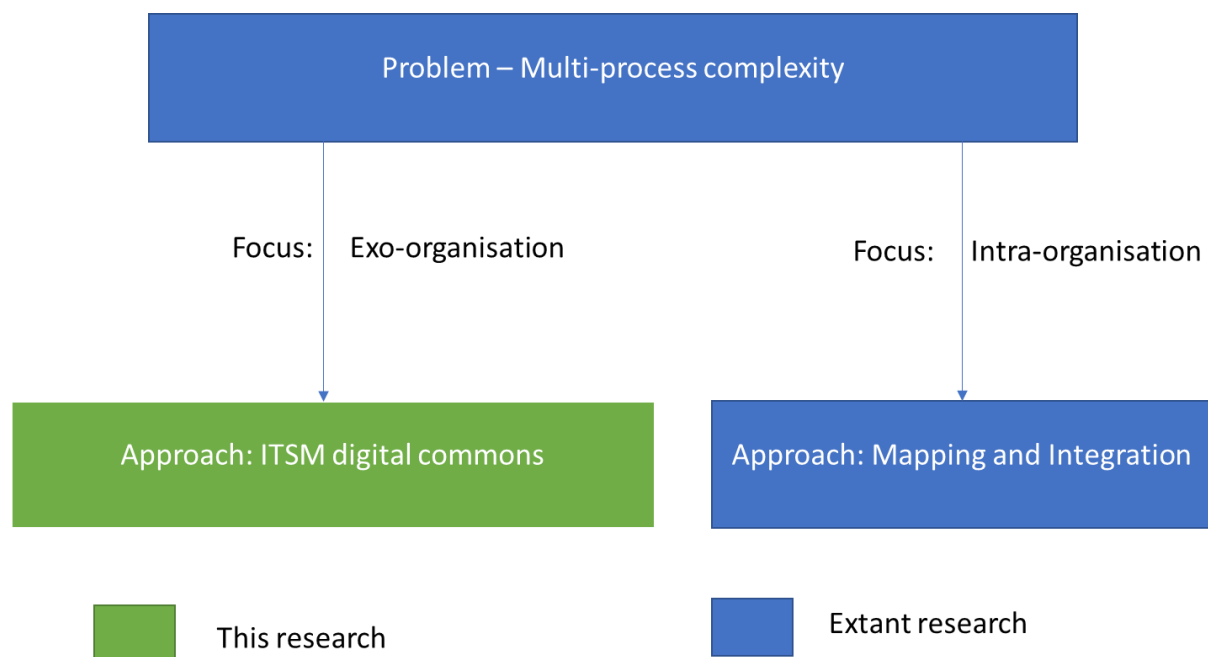 Problem – Multi-process complexity
Focus: Exo-organisation
Focus: Intra-organisation
Approach: ITSM digital commons
Approach: Mapping and Integration
This research
Extant research